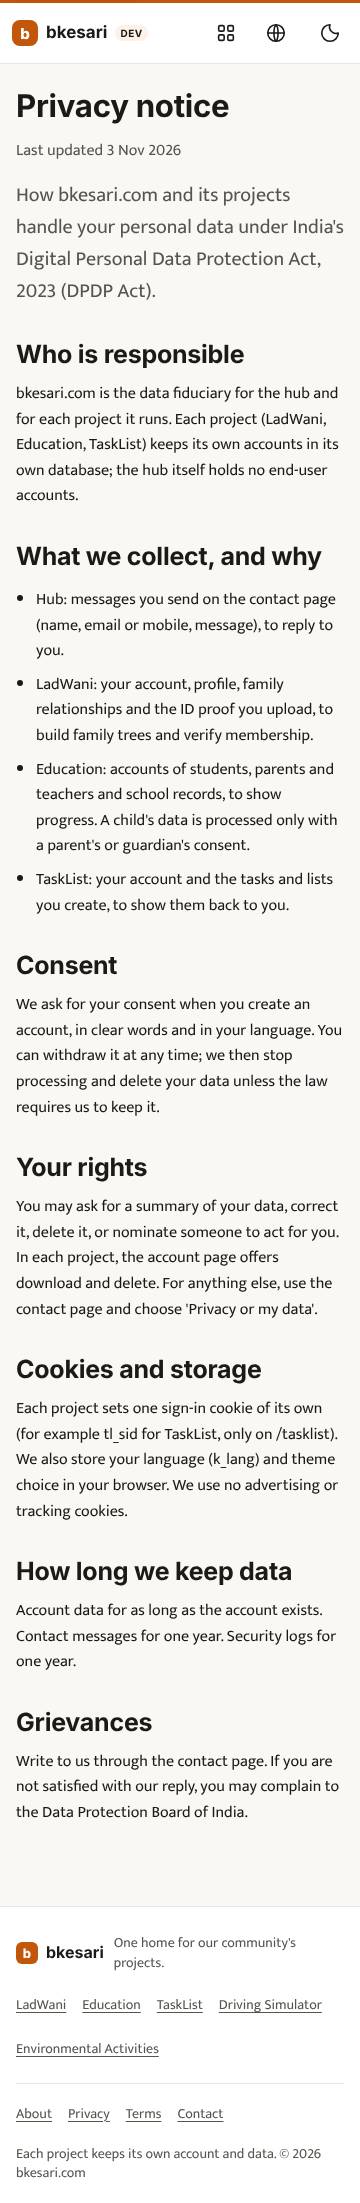 b bkesari DEV
Privacy notice
Last updated 3 Nov 2026
How bkesari.com and its projects
handle your personal data under India's
Digital Personal Data Protection Act,
2023 (DPDP Act).
Who is responsible
bkesari.com is the data fiduciary for the hub and
for each project it runs. Each project (LadWani,
Education, TaskList) keeps its own accounts in its
own database; the hub itself holds no end-user
accounts.
What we collect, and why
Hub: messages you send on the contact page
(name, email or mobile, message), to reply to
you.
LadWani: your account, profile, family
relationships and the ID proof you upload, to
build family trees and verify membership.
Education: accounts of students, parents and
teachers and school records, to show
progress. A child's data is processed only with
a parent's or guardian's consent.
TaskList: your account and the tasks and lists
you create, to show them back to you.
Consent
We ask for your consent when you create an
account, in clear words and in your language. You
can withdraw it at any time; we then stop
processing and delete your data unless the law
requires us to keep it.
Your rights
You may ask for a summary of your data, correct
it, delete it, or nominate someone to act for you.
In each project, the account page offers
download and delete. For anything else, use the
contact page and choose 'Privacy or my data'.
Cookies and storage
Each project sets one sign-in cookie of its own
(for example tl_sid for TaskList, only on /tasklist).
We also store your language (k_lang) and theme
choice in your browser. We use no advertising or
tracking cookies.
How long we keep data
Account data for as long as the account exists.
Contact messages for one year. Security logs for
one year.
Grievances
Write to us through the contact page. If you are
not satisfied with our reply, you may complain to
the Data Protection Board of India.
b bkesari One home for our community's
projects.
LadWani Education TaskList Driving Simulator
Environmental Activities
About Privacy Terms Contact
Each project keeps its own account and data. © 2026
bkesari.com